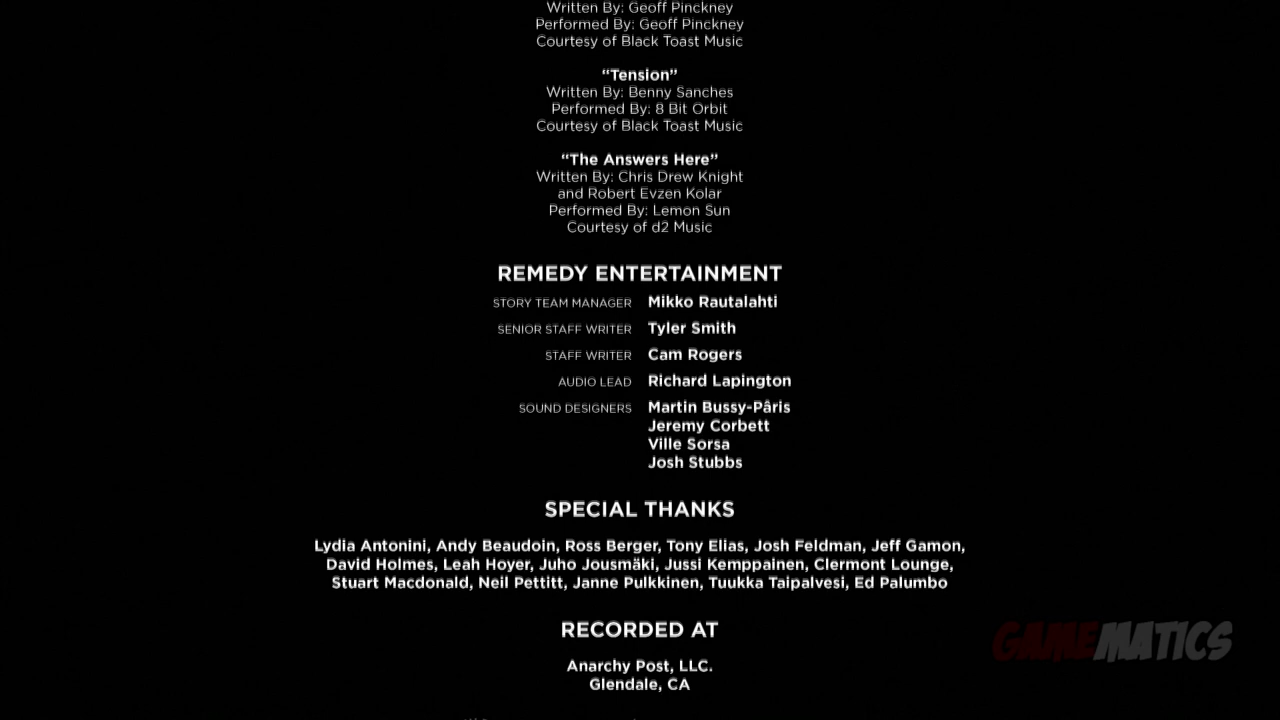 Written By: Geoff Pinckney
Performed By: Geoff Pinckney
Courtesy of Black Toast Music
“Tension”
Written By: Benny Sanches
Performed By: 8 Bit Orbit
Courtesy of Black Toast Music
“The Answers Here”
Written By: Chris Drew Knight
and Robert Evzen Kolar
Performed By: Lemon Sun
Courtesy of d2 Music
REMEDY ENTERTAINMENT
STORY TEAM MANAGER Mikko Rautalahti
SENIOR STAFF WRITER Tyler Smith
STAFF WRITER Cam Rogers
AUDIO LEAD Richard Lapington
SOUND DESIGNERS Martin Bussy-Pâris
Jeremy Corbett
Ville Sorsa
Josh Stubbs
SPECIAL THANKS
Lydia Antonini, Andy Beaudoin, Ross Berger, Tony Elias, Josh Feldman, Jeff Gamon,
David Holmes, Leah Hoyer, Juho Jousmäki, Jussi Kemppainen, Clermont Lounge,
Stuart Macdonald, Neil Pettitt, Janne Pulkkinen, Tuukka Taipalvesi, Ed Palumbo
RECORDED AT
Anarchy Post, LLC.
Glendale, CA
GAMEMATICS